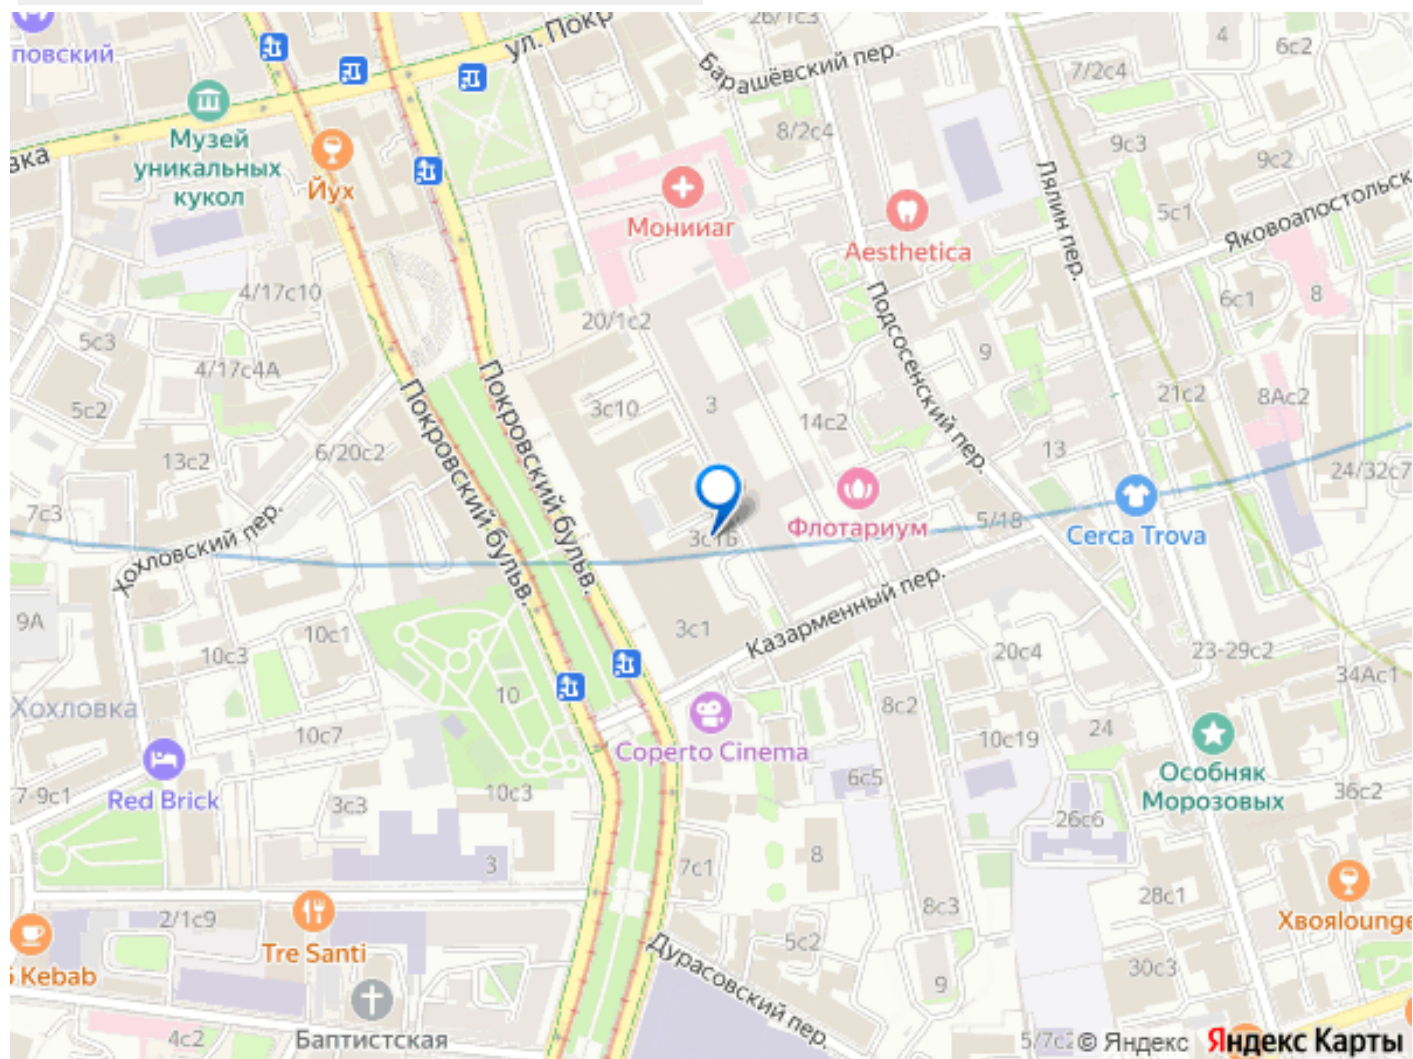 26/1с3
4
6с2
ул. Покр
повский
Барашёвский пер.
7/2с4
Музей
уникальных
кукол
8/2с4
9с3
9с2
вка
Йух
Мониаг
Aesthetica
Лялин пер.
5с1
Яковоапостольск
4/17с10
20/1с2
6с1
8
5с3
4/17с4А
Подсосенский пер.
9
Покровский бульв.
Покровский бульв.
5с2
3с10
3
14с2
21с2
8Ас2
6/20с2
13с2
13
24/32с7
7с3
Хохловский пер.
3с16
Флотариум
5/18
Cerca Trova
Казарменный пер.
9А
10с1
3с1
10с3
20с4
23-29с2
34Ас1
Хохловка
10
8с2
24
10с7
Coperto Cinema
10с19
Особняк
Морозовых
7-9с1
Red Brick
3с3
10с3
6с5
36с2
26с6
3
7с1
8
28с1
2/1с9
8с3
Хвояlounge
Tre Santi
Дурасовский пер.
5с2
Kebab
30с3
9
4с2
Баптистская
5/7с2
© Яндекс Яндекс Карты